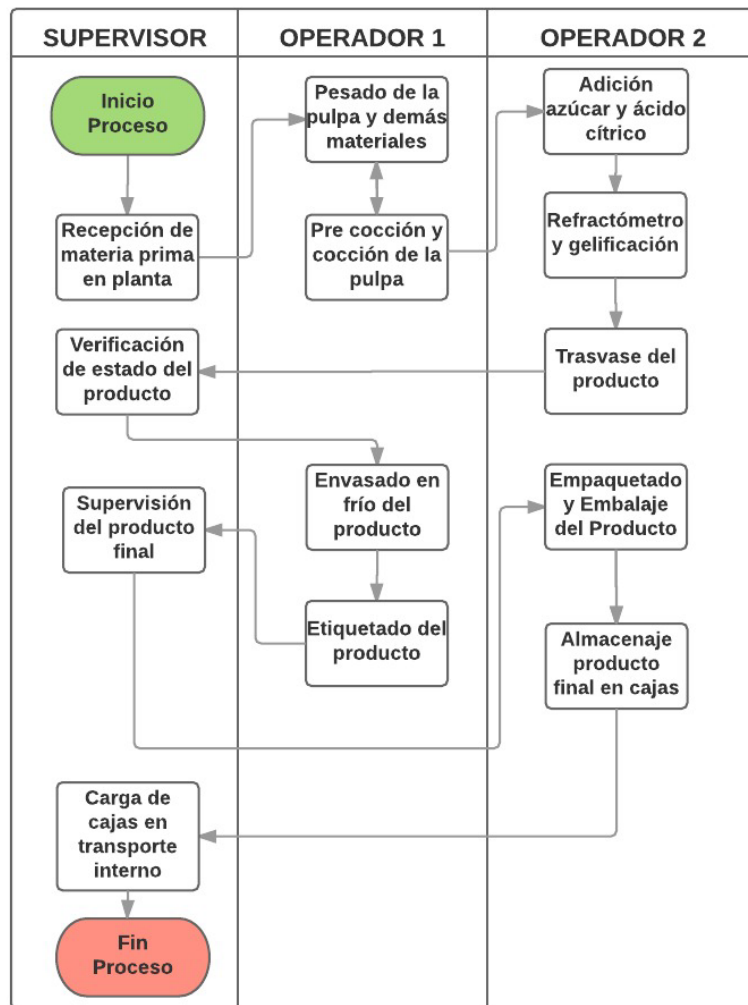 SUPERVISOR
OPERADOR 1
OPERADOR 2
Inicio
Proceso
Recepción de
materia prima
en planta
Pesado de la
pulpa y demás
materiales
Pre cocción y
cocción de la
pulpa
Adición
azúcar y ácido
cítrico
Refractómetro
y gelificación
Trasvase del
producto
Verificación
de estado del
producto
Envasado en
frío del
producto
Etiquetado del
producto
Supervisión
del producto
final
Empaquetado
y Embalaje
del Producto
Almacenaje
producto
final en cajas
Carga de
cajas en
transporte
interno
Fin
Proceso